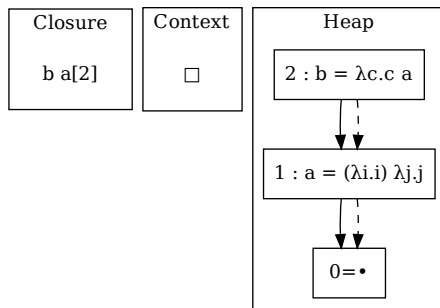 Closure
b a[2]
Context
□
Heap
2 : b = λc.c a
1 : a = (λi.i) λj.j
0=•